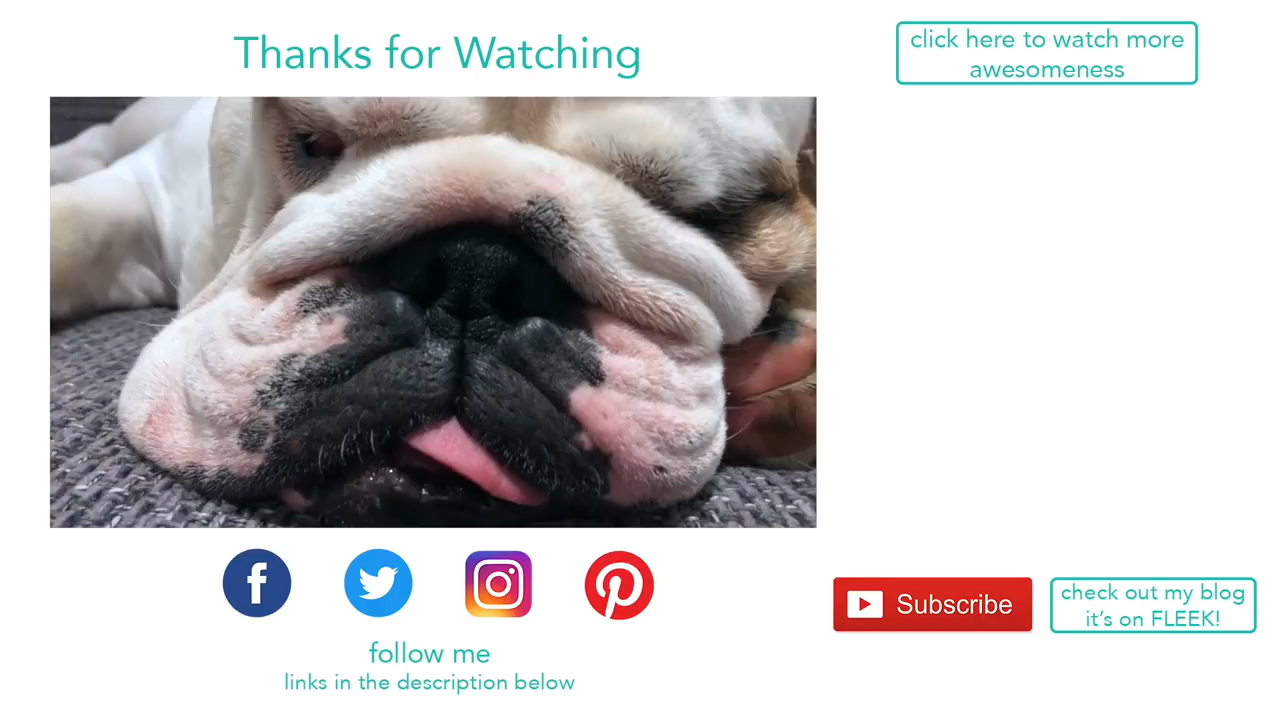 Thanks for Watching
click here to watch more
awesomeness
Subscribe
check out my blog
it's on FLEEK!
follow me
links in the description below